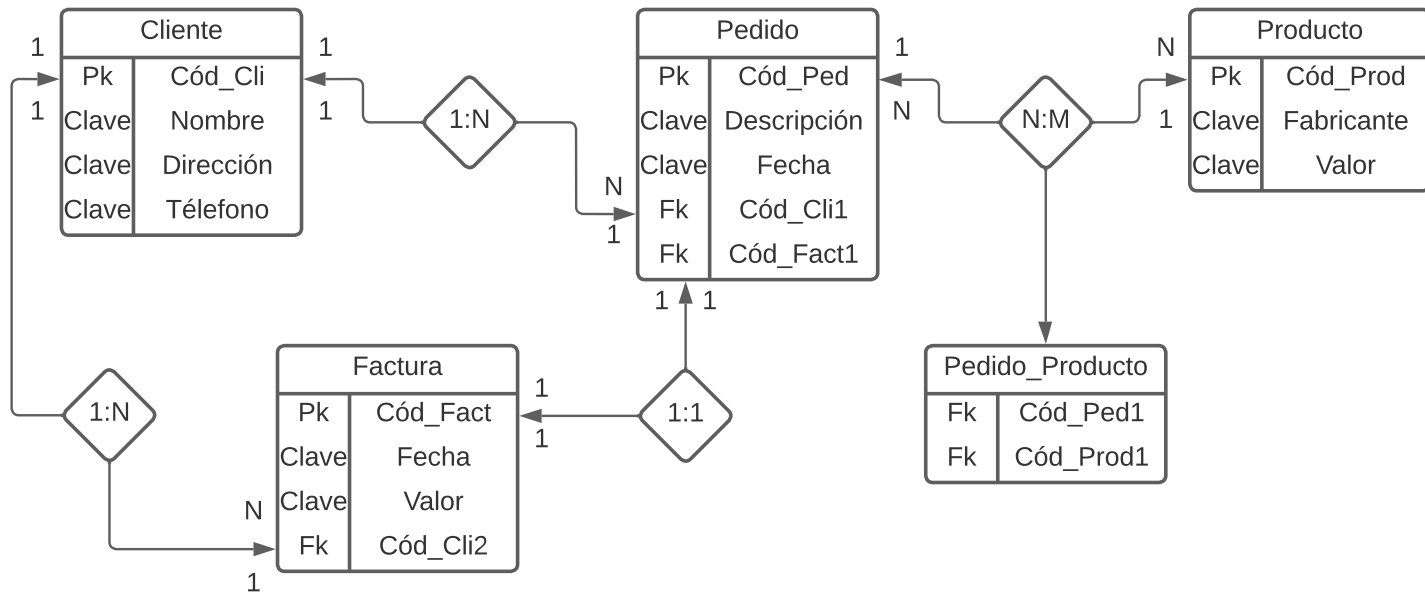 Cliente
Pk Cód_Cli
Clave Nombre
Clave Dirección
Clave Télefono
1
1
1
1
1:N
N
1
Pedido
Pk Cód_Ped
Clave Descripción
Clave Fecha
Fk Cód_Cli1
Fk Cód_Fact1
1
N
N:M
N
1
Producto
Pk Cód_Prod
Clave Fabricante
Clave Valor
1 1
1:1
1
1
Factura
Pk Cód_Fact
Clave Fecha
Clave Valor
Fk Cód_Cli2
1:N
N
1
Pedido_Producto
Fk Cód_Ped1
Fk Cód_Prod1